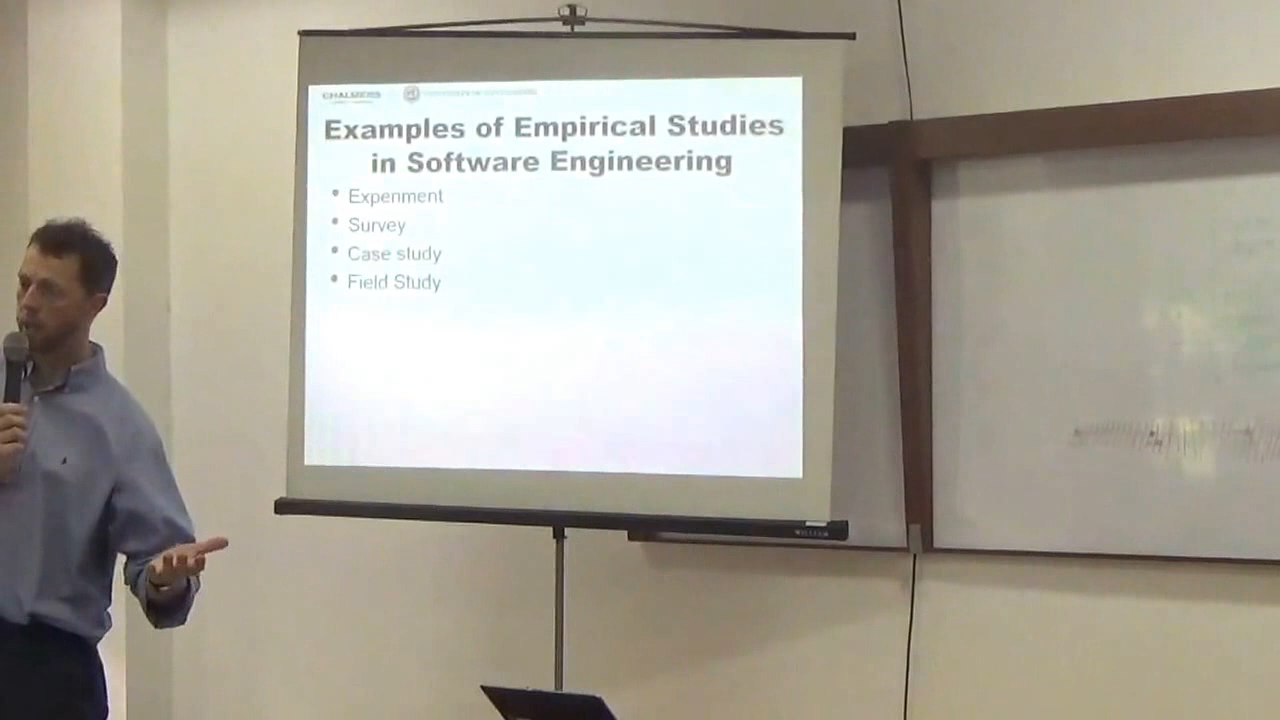 CHALMERS
Examples of Empirical Studies
in Software Engineering
• Experiment
• Survey
• Case study
• Field Study